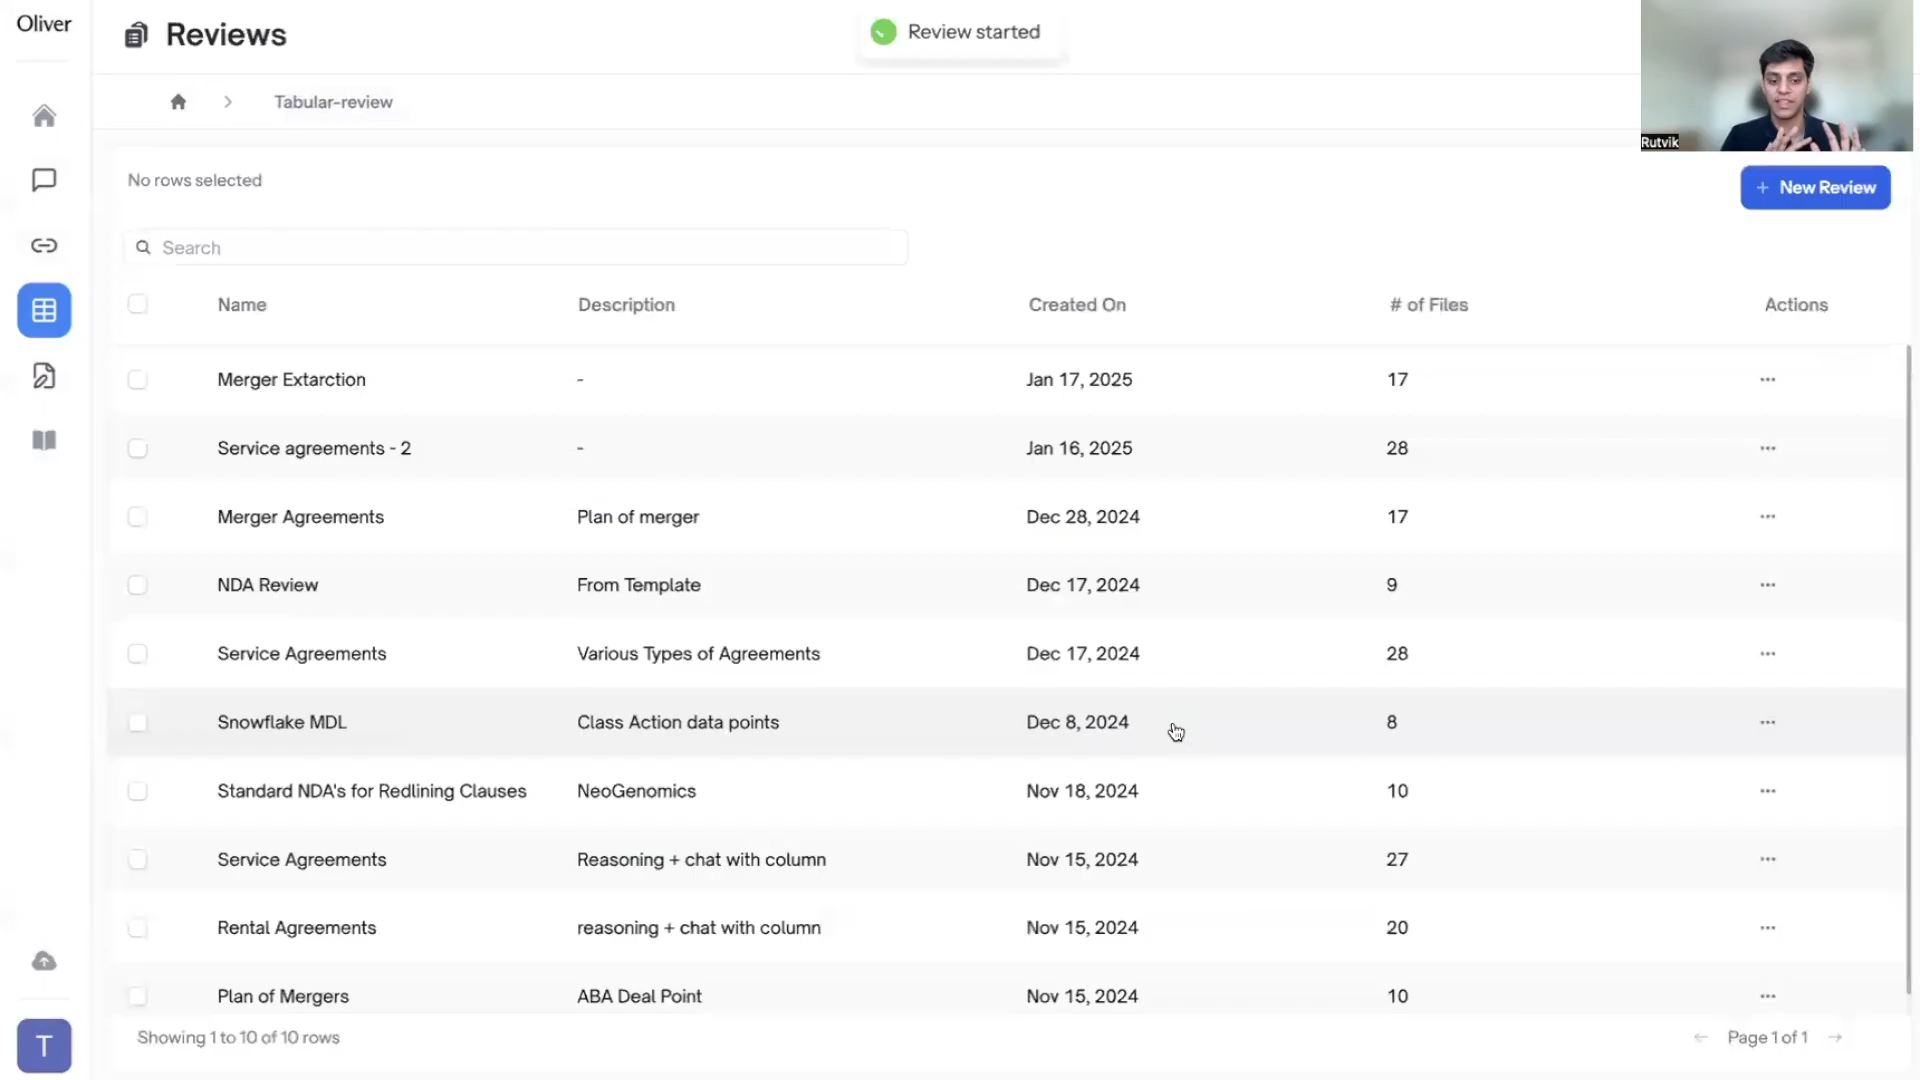 Oliver
Reviews
Review started
Tabular-review
Rutvik
No rows selected
+ New Review
Search
Name Description Created On # of Files Actions
Merger Extarction - Jan 17, 2025 17 ...
Service agreements - 2 - Jan 16, 2025 28 ...
Merger Agreements Plan of merger Dec 28, 2024 17 ...
NDA Review From Template Dec 17, 2024 9 ...
Service Agreements Various Types of Agreements Dec 17, 2024 28 ...
Snowflake MDL Class Action data points Dec 8, 2024 8 ...
Standard NDA's for Redlining Clauses NeoGenomics Nov 18, 2024 10 ...
Service Agreements Reasoning + chat with column Nov 15, 2024 27 ...
Rental Agreements reasoning + chat with column Nov 15, 2024 20 ...
Plan of Mergers ABA Deal Point Nov 15, 2024 10 ...
Showing 1 to 10 of 10 rows
Page 1 of 1
T